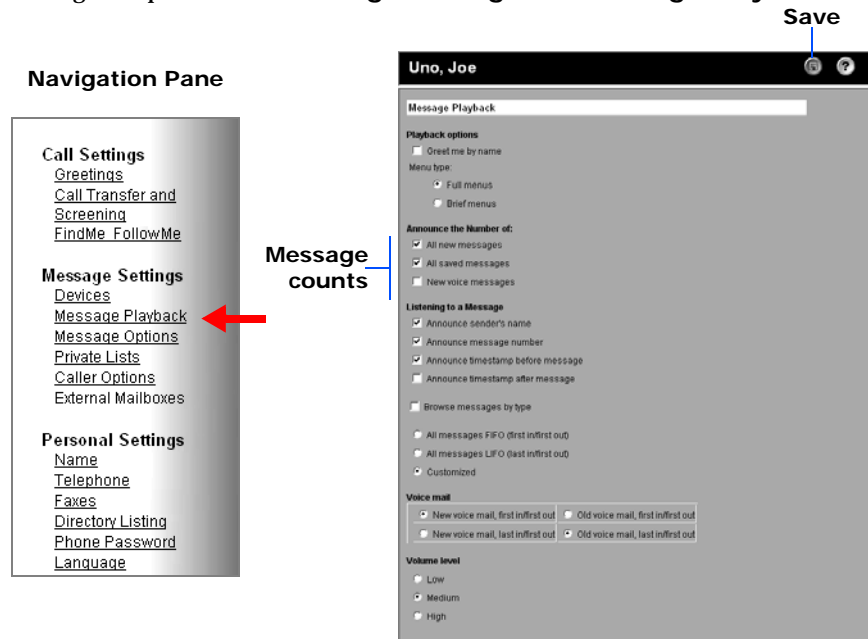 Save
Navigation Pane
Call Settings
Greetings
Call Transfer and
Screening
FindMe FollowMe
Message Settings
Devices
Message Playback
Message Options
Private Lists
Caller Options
External Mailboxes
Personal Settings
Name
Telephone
Faxes
Directory Listing
Phone Password
Language
Message
counts
Uno, Joe
?
Message Playback
Playback options
Greet me by name
Menu type:
Full menus
Brief menus
Announce the Number of:
All new messages
All saved messages
New voice messages
Listening to a Message
Announce sender's name
Announce message number
Announce timestamp before message
Announce timestamp after message
Browse messages by type
All messages FIFO (first in/first out)
All messages LIFO (last in/first out)
Customized
Voice mail
New voice mail, first in/first out Old voice mail, first in/first out
New voice mail, last in/first out Old voice mail, last in/first out
Volume level
Low
Medium
High